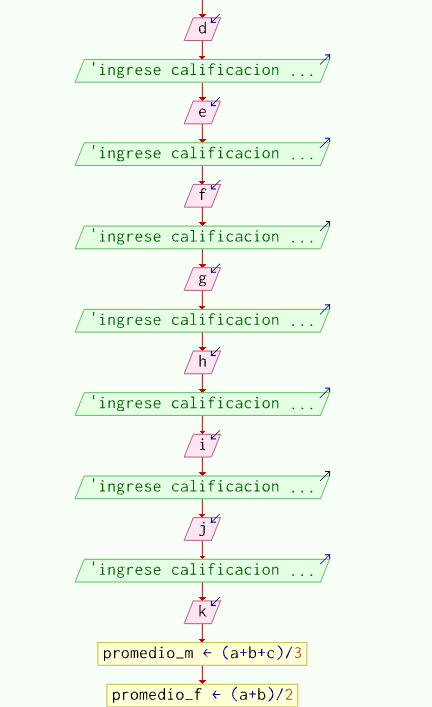 d
'ingrese calificacion ...
e
'ingrese calificacion ...
f
'ingrese calificacion ...
g
'ingrese calificacion ...
h
'ingrese calificacion ...
i
'ingrese calificacion ...
j
'ingrese calificacion ...
k
promedio_m ← (a+b+c)/3
promedio_f ← (a+b)/2